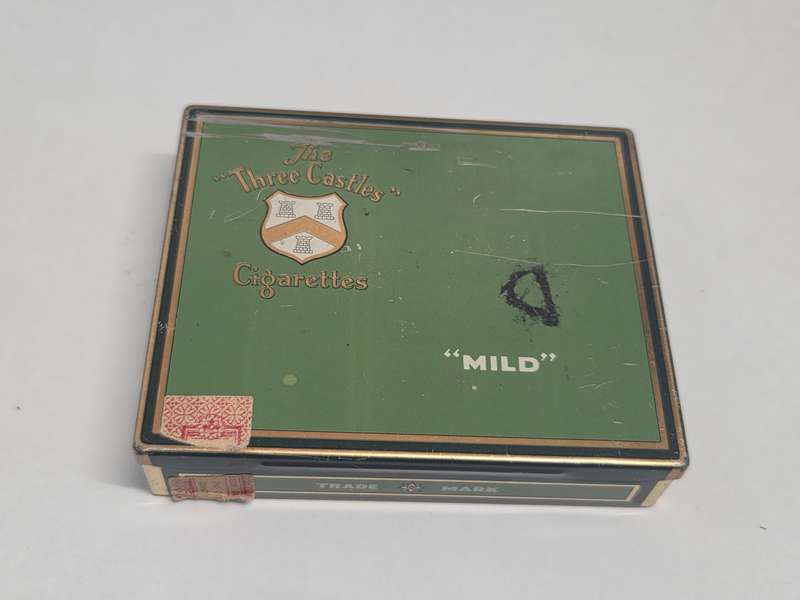 The
"Three Castles"
Cigarettes
"MILD"
TRADE MARK